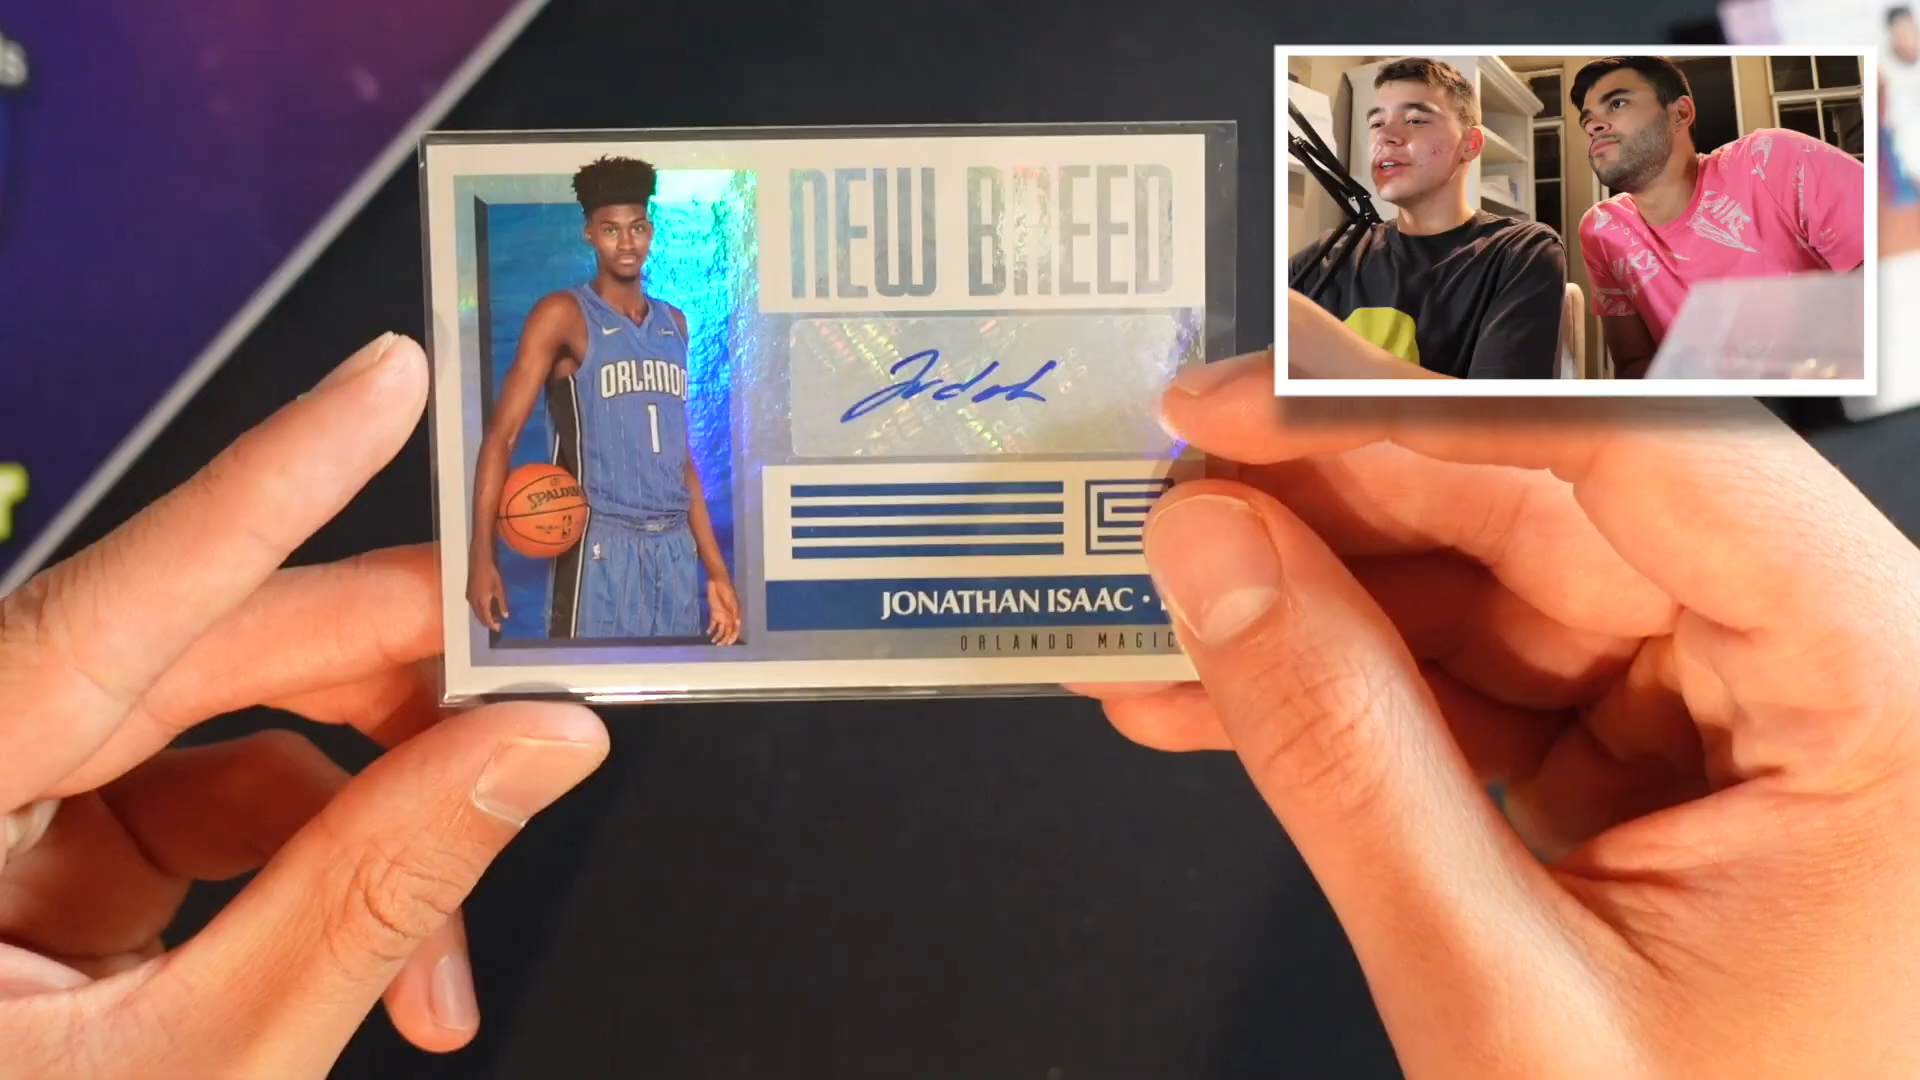 NEW BREED
JONATHAN ISAAC •
ORLANDO MAGIC
ORLANDO
1
SPALDING